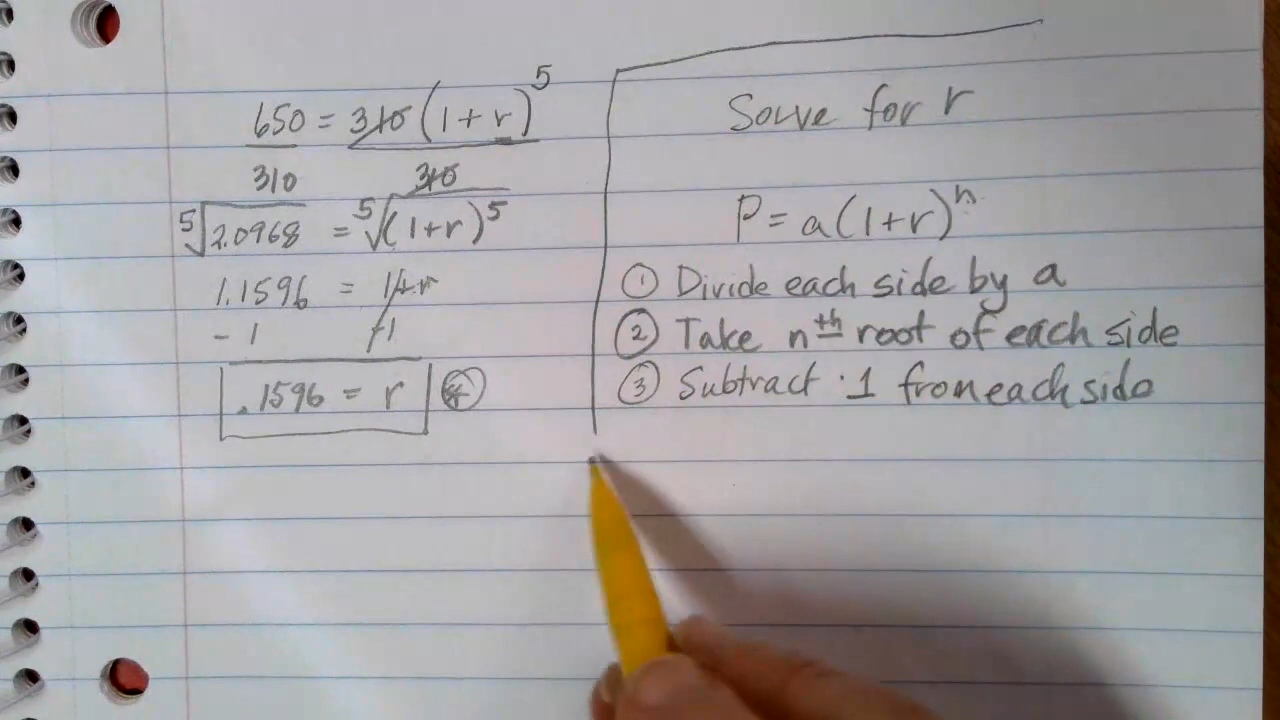 650 = 310 (1 + r)^5
310 310
⁵√2.0968 = ⁵√(1+r)^5
1.1596 = 1+r
- 1 -1
.1596 = r
Solve for r
P = a(1+r)^n
① Divide each side by a
② Take nth root of each side
③ Subtract 1 from each side